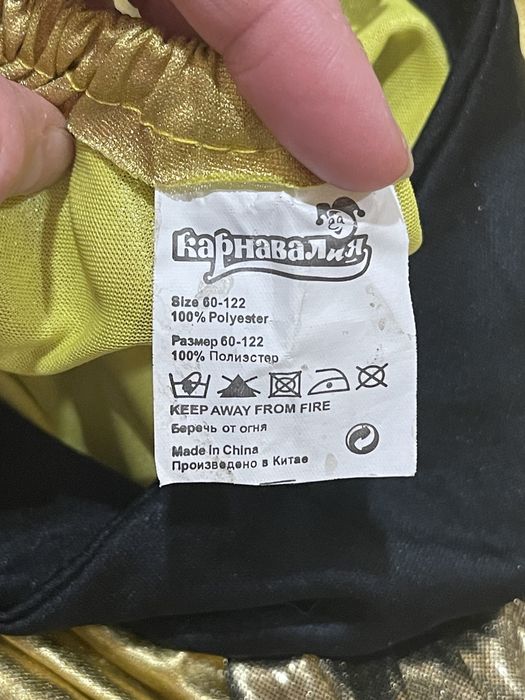 Карнавалия
Size 60-122
100% Polyester
Размер 60-122
100% Полиэстер
KEEP AWAY FROM FIRE
Беречь от огня
Made in China
Произведено в Китае